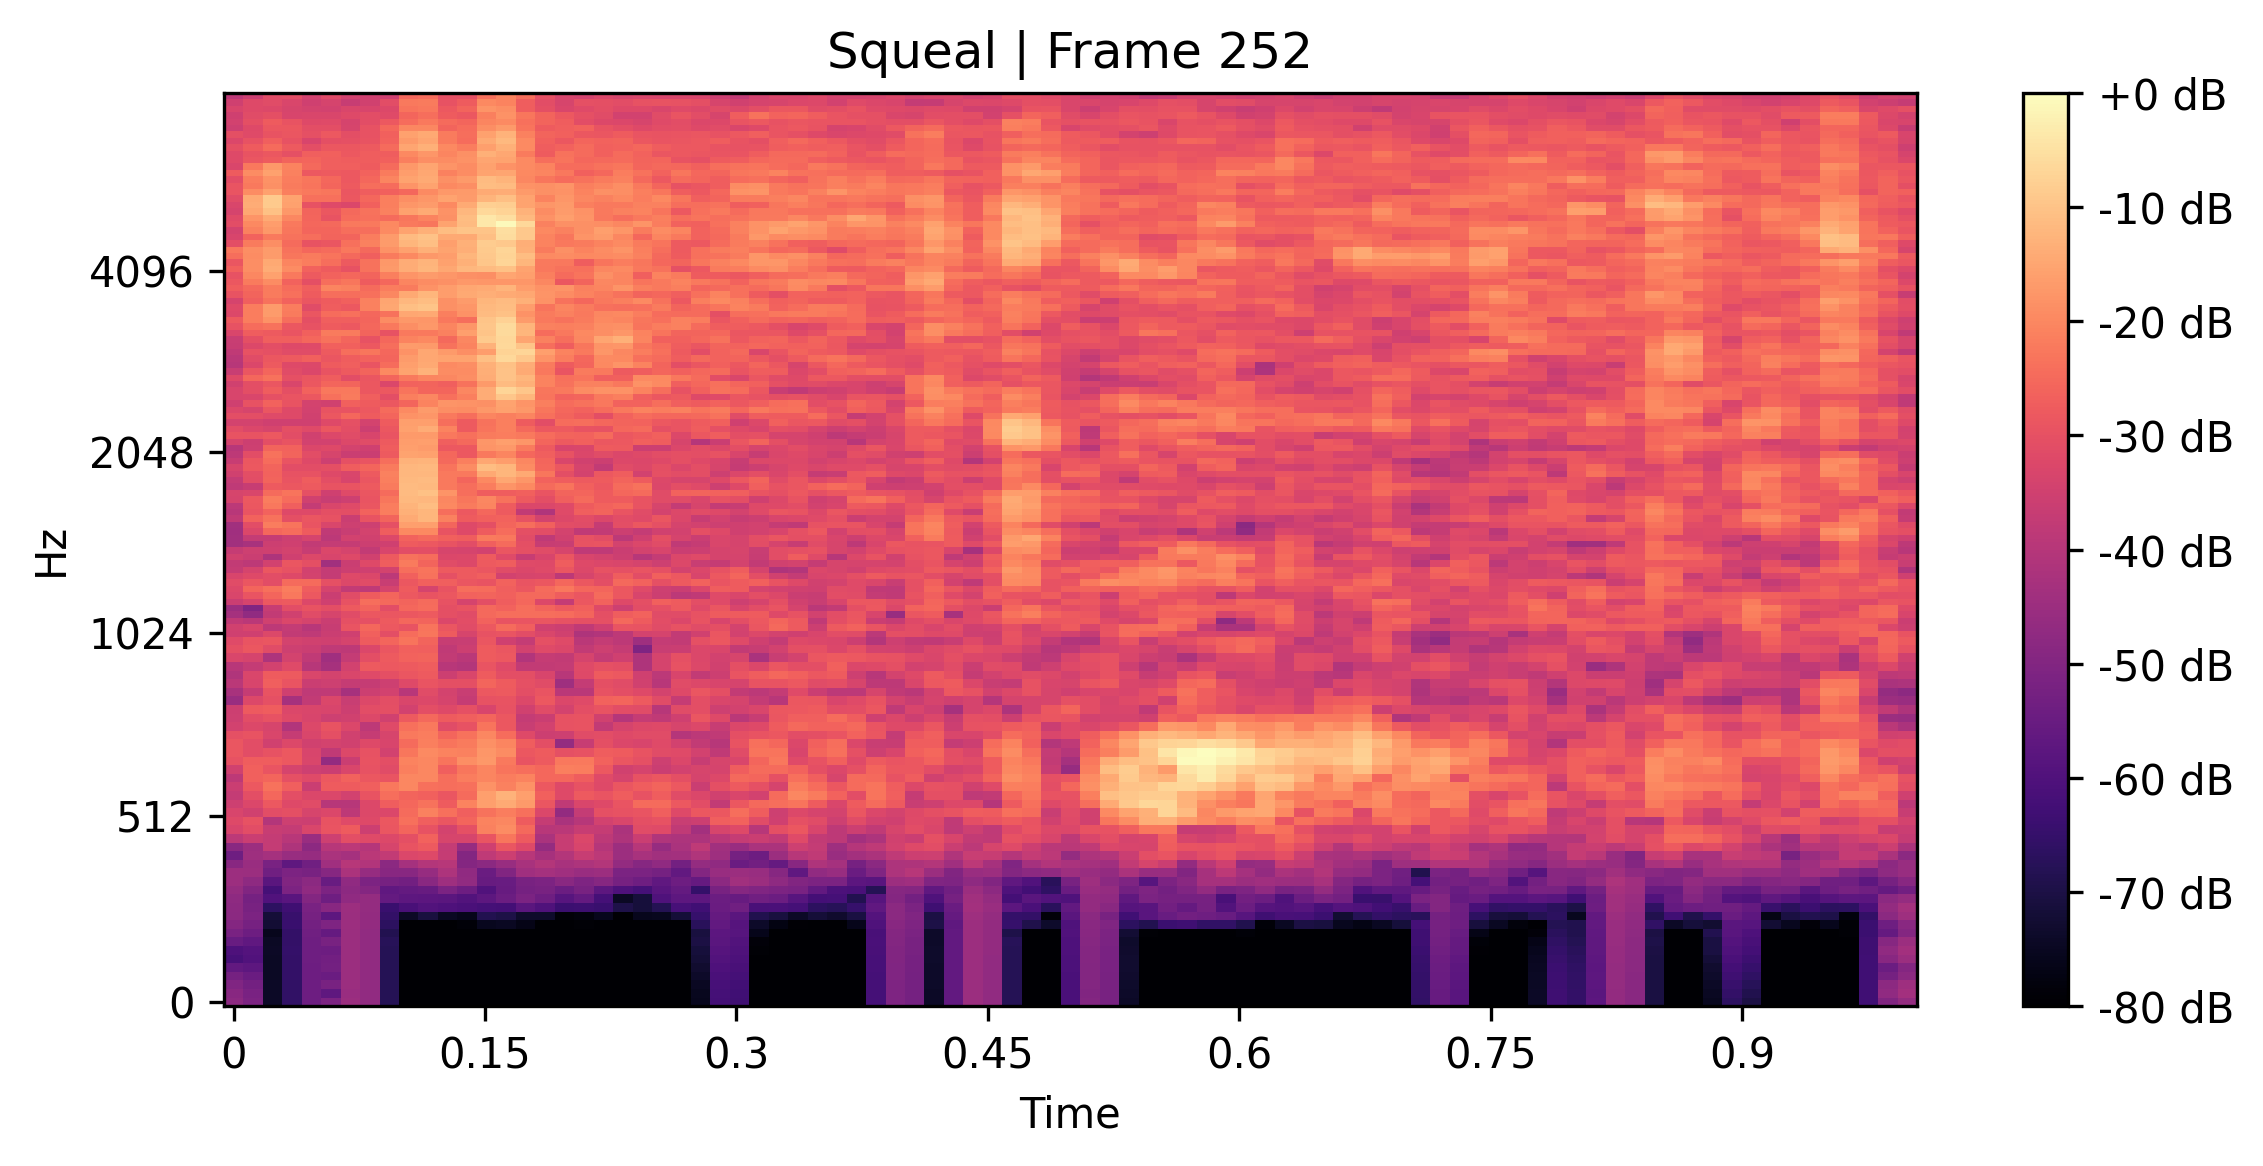 Squeal | Frame 252
+0 dB
-10 dB
-20 dB
-30 dB
-40 dB
-50 dB
-60 dB
-70 dB
-80 dB
Hz
4096
2048
1024
512
0
0 0.15 0.3 0.45 0.6 0.75 0.9
Time